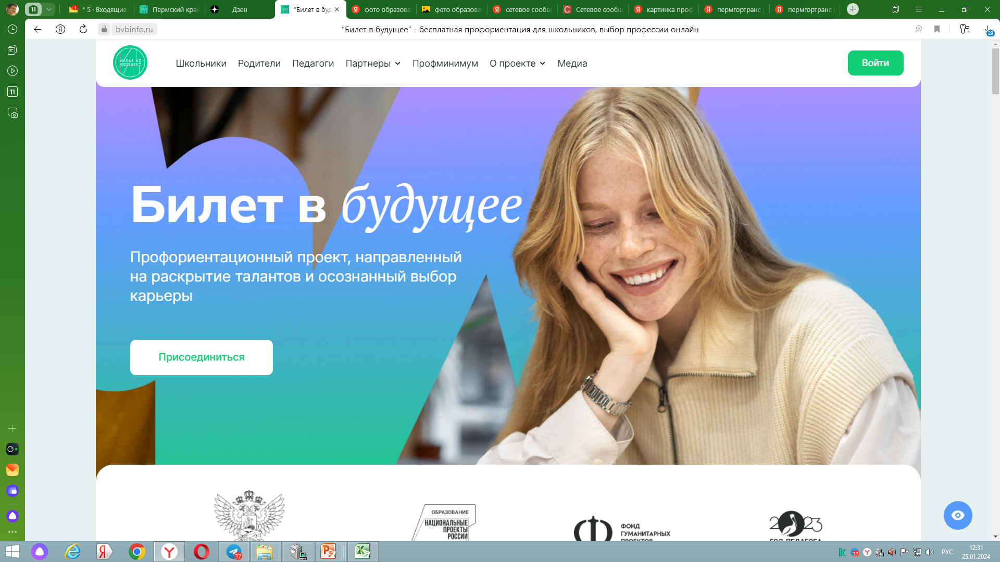 11
* 5 · Входящие
Пермский край
Дзен
“Билет в буд
фото образова
фото образова
сетевое сообщ
Сетевое сообщ
картинка проф
пермгортранс
пермгортранс
bvbinfo.ru
“Билет в будущее” - бесплатная профориентация для школьников, выбор профессии онлайн
29
11
БИЛЕТ В
БУДУЩЕЕ
Школьники
Родители
Педагоги
Партнеры
Профминимум
О проекте
Медиа
Войти
Билет в будущее
Профориентационный проект, направленный
на раскрытие талантов и осознанный выбор
карьеры
Присоединиться
ОБРАЗОВАНИЕ
НАЦИОНАЛЬНЫЕ
ПРОЕКТЫ
РОССИИ
ФОНД
ГУМАНИТАРНЫХ
ПРОЕКТОВ
2023
ГОД ПЕДАГОГА
37
37
РУС
12:31
25.01.2024